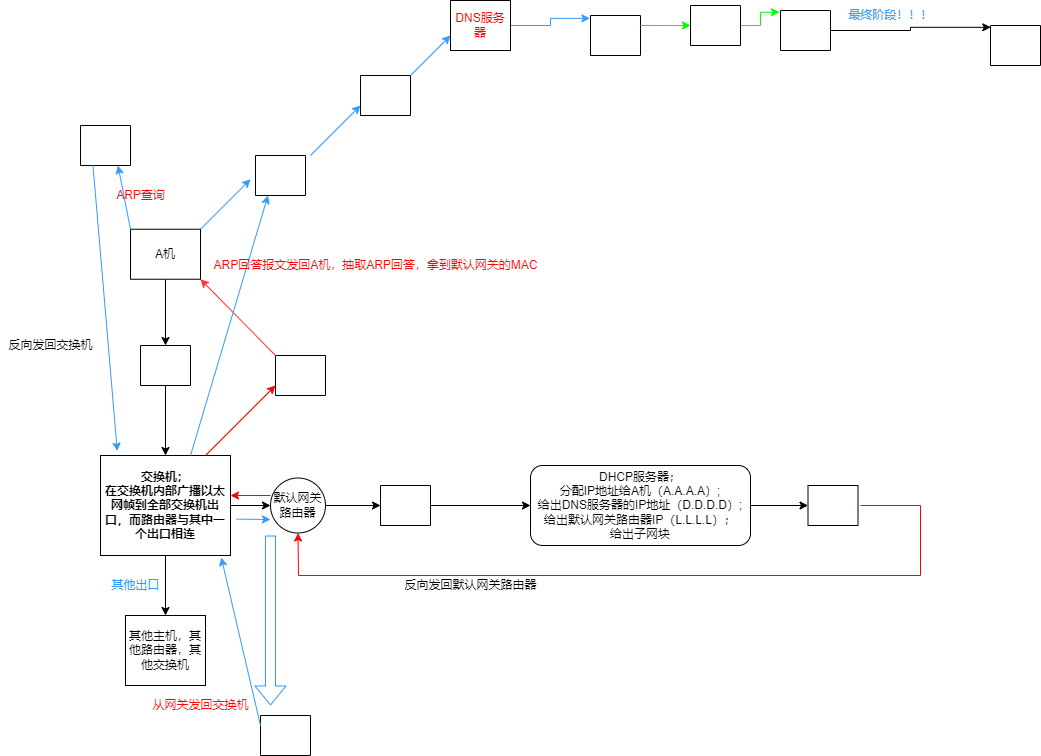 DNS服务
器
最终阶段！！！
ARP查询
A机
ARP回答报文发回A机，抽取ARP回答，拿到默认网关的MAC
反向发回交换机
交换机；
在交换机内部广播以太
网帧到全部交换机出
口，而路由器与其中一
个出口相连
默认网关
路由器
DHCP服务器；
分配IP地址给A机（A.A.A.A）;
给出DNS服务器的IP地址（D.D.D.D）;
给出默认网关路由器IP（L.L.L.L）；
给出子网块
反向发回默认网关路由器
其他出口
其他主机，其
他路由器，其
他交换机
从网关发回交换机